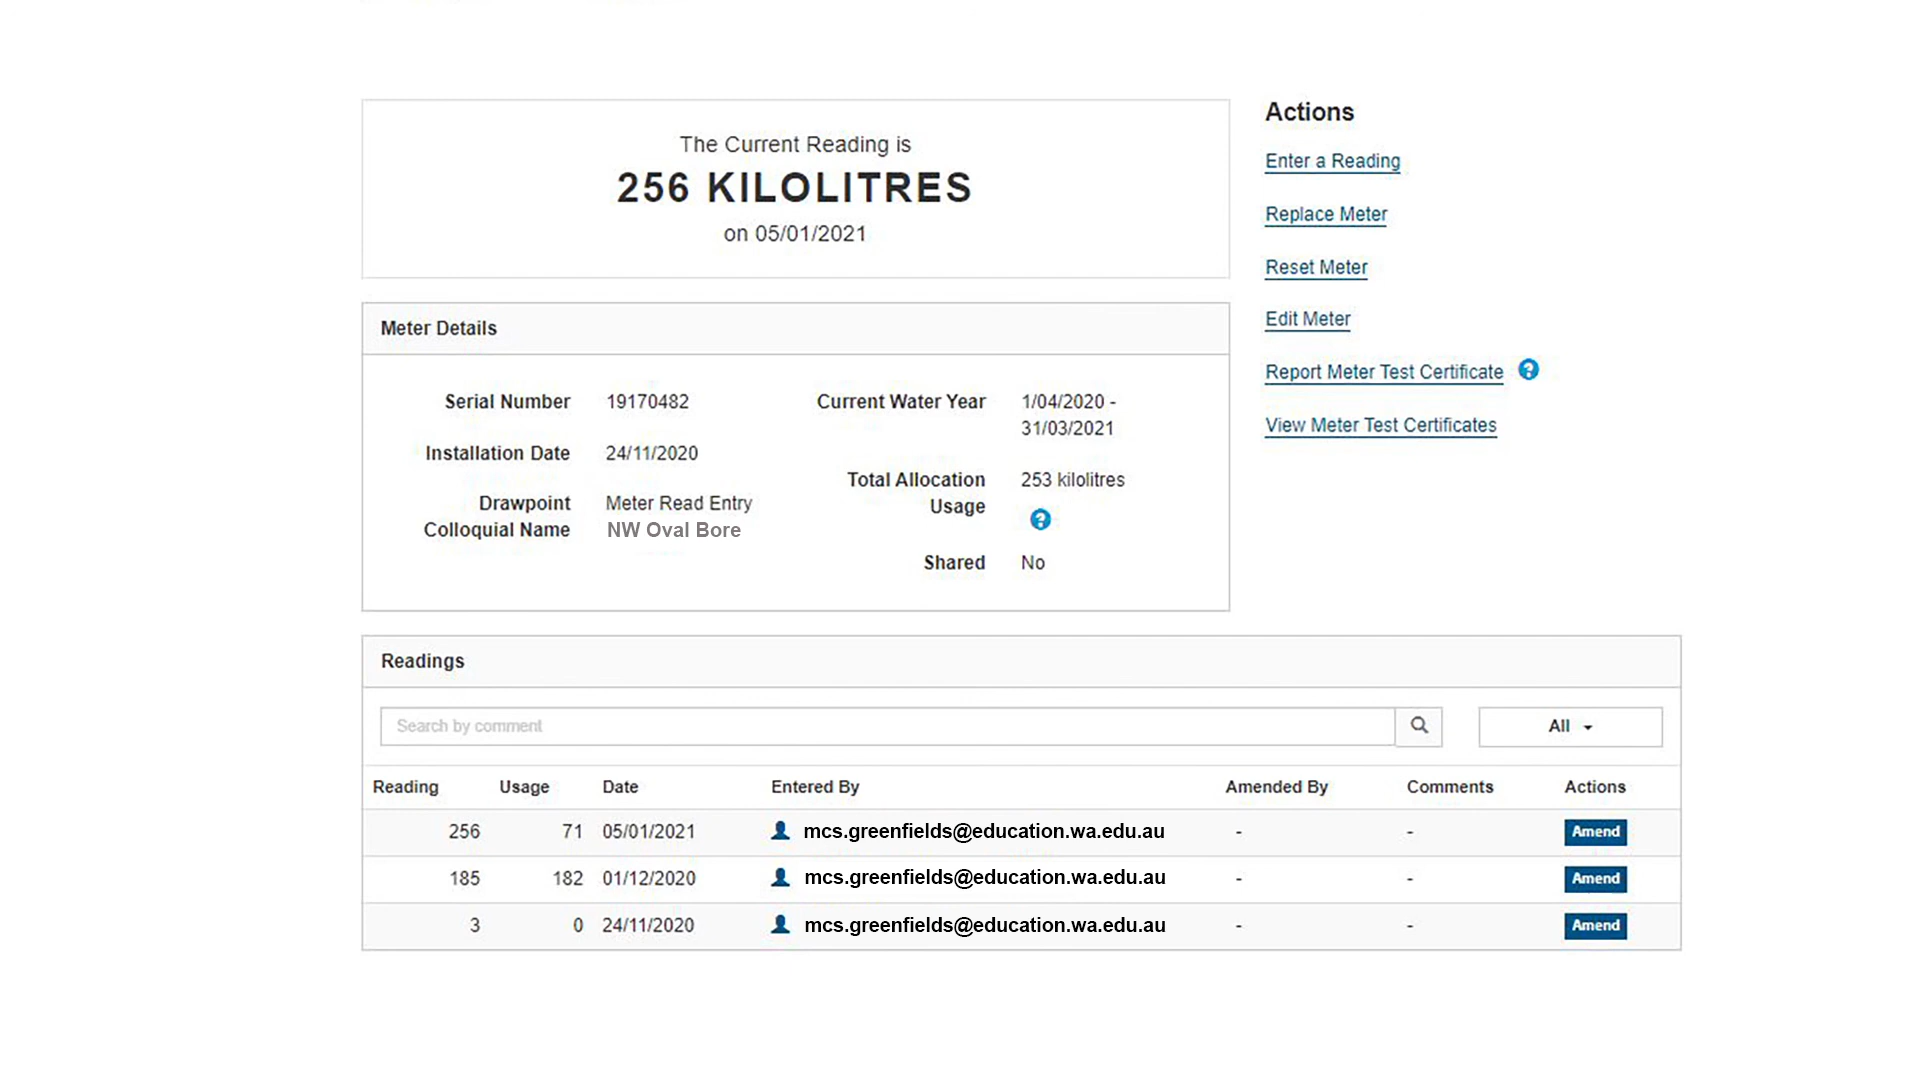 The Current Reading is
256 KILOLITRES
on 05/01/2021
Actions
Enter a Reading
Replace Meter
Reset Meter
Edit Meter
Report Meter Test Certificate ?
View Meter Test Certificates
Meter Details
Serial Number 19170482
Installation Date 24/11/2020
Drawpoint Meter Read Entry
Colloquial Name NW Oval Bore
Current Water Year 1/04/2020 -
31/03/2021
Total Allocation 253 kilolitres
Usage ?
Shared No
Readings
Search by comment All
Reading Usage Date Entered By Amended By Comments Actions
256 71 05/01/2021 mcs.greenfields@education.wa.edu.au - - Amend
185 182 01/12/2020 mcs.greenfields@education.wa.edu.au - - Amend
3 0 24/11/2020 mcs.greenfields@education.wa.edu.au - - Amend